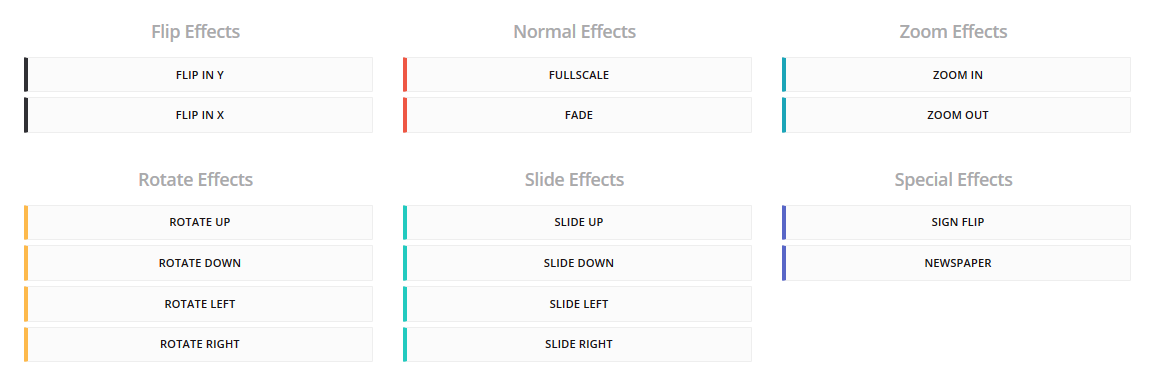 Flip Effects
FLIP IN Y
FLIP IN X
Normal Effects
FULLSCALE
FADE
Zoom Effects
ZOOM IN
ZOOM OUT
Rotate Effects
ROTATE UP
ROTATE DOWN
ROTATE LEFT
ROTATE RIGHT
Slide Effects
SLIDE UP
SLIDE DOWN
SLIDE LEFT
SLIDE RIGHT
Special Effects
SIGN FLIP
NEWSPAPER